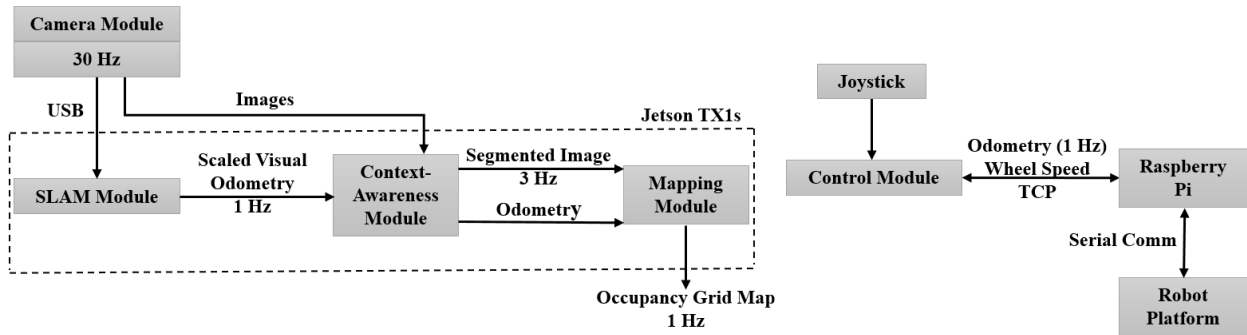 Camera Module
30 Hz
USB
Images
Jetson TX1s
SLAM Module
Scaled Visual
Odometry
1 Hz
Context-
Awareness
Module
Segmented Image
3 Hz
Odometry
Mapping
Module
Occupancy Grid Map
1 Hz
Joystick
Control Module
Odometry (1 Hz)
Wheel Speed
TCP
Raspberry
Pi
Serial Comm
Robot
Platform